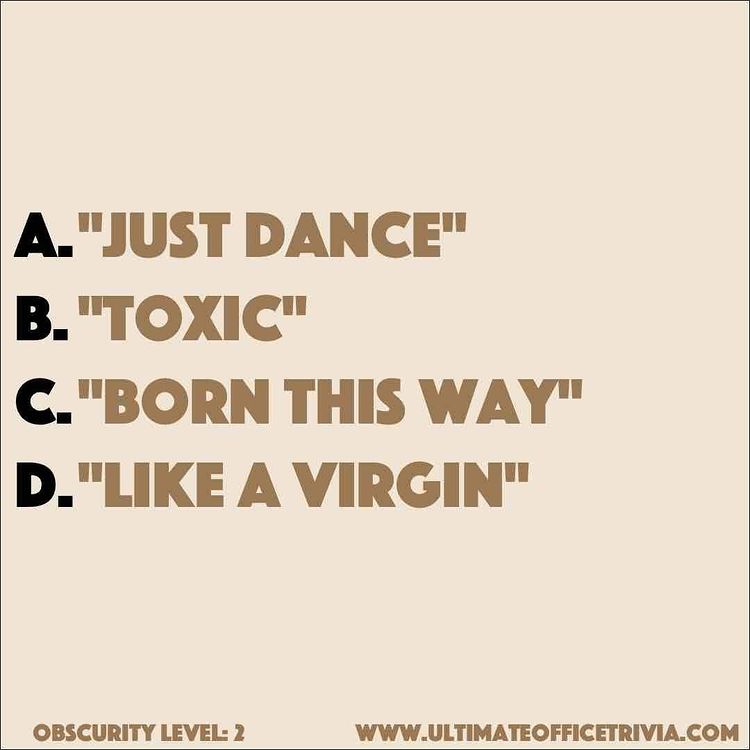 A. "JUST DANCE"
B. "TOXIC"
C. "BORN THIS WAY"
D. "LIKE A VIRGIN"
OBSCURITY LEVEL: 2 WWW.ULTIMATEOFFICETRIVIA.COM